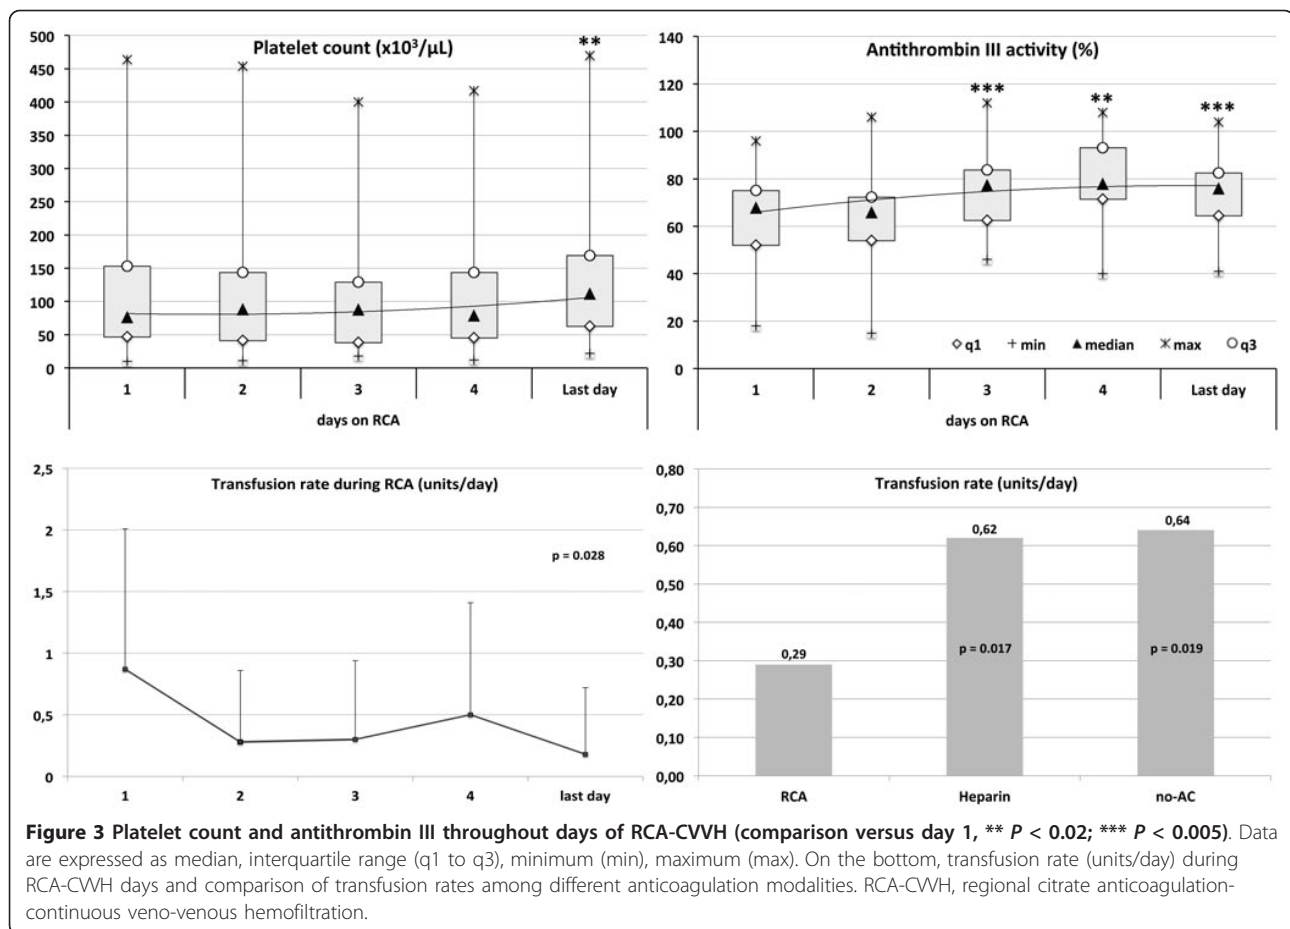 Platelet count (x10³/µL)
**
500
450
400
350
300
250
200
150
100
50
0
1 2 3 4 Last day
days on RCA
Antithrombin III activity (%)
*** ** ***
140
120
100
80
60
40
20
0
q1 min median max q3
1 2 3 4 Last day
days on RCA
Transfusion rate during RCA (units/day)
p = 0.028
2,5
2
1,5
1
0,5
0
1 2 3 4 last day
Transfusion rate (units/day)
0,80
0,70
0,60
0,50
0,40
0,30
0,20
0,10
0,00
0,29 0,62 0,64
p = 0.017 p = 0.019
RCA Heparin no-AC
Figure 3 Platelet count and antithrombin III throughout days of RCA-CVVH (comparison versus day 1, ** P < 0.02; *** P < 0.005). Data
are expressed as median, interquartile range (q1 to q3), minimum (min), maximum (max). On the bottom, transfusion rate (units/day) during
RCA-CVVH days and comparison of transfusion rates among different anticoagulation modalities. RCA-CVVH, regional citrate anticoagulation-
continuous veno-venous hemofiltration.